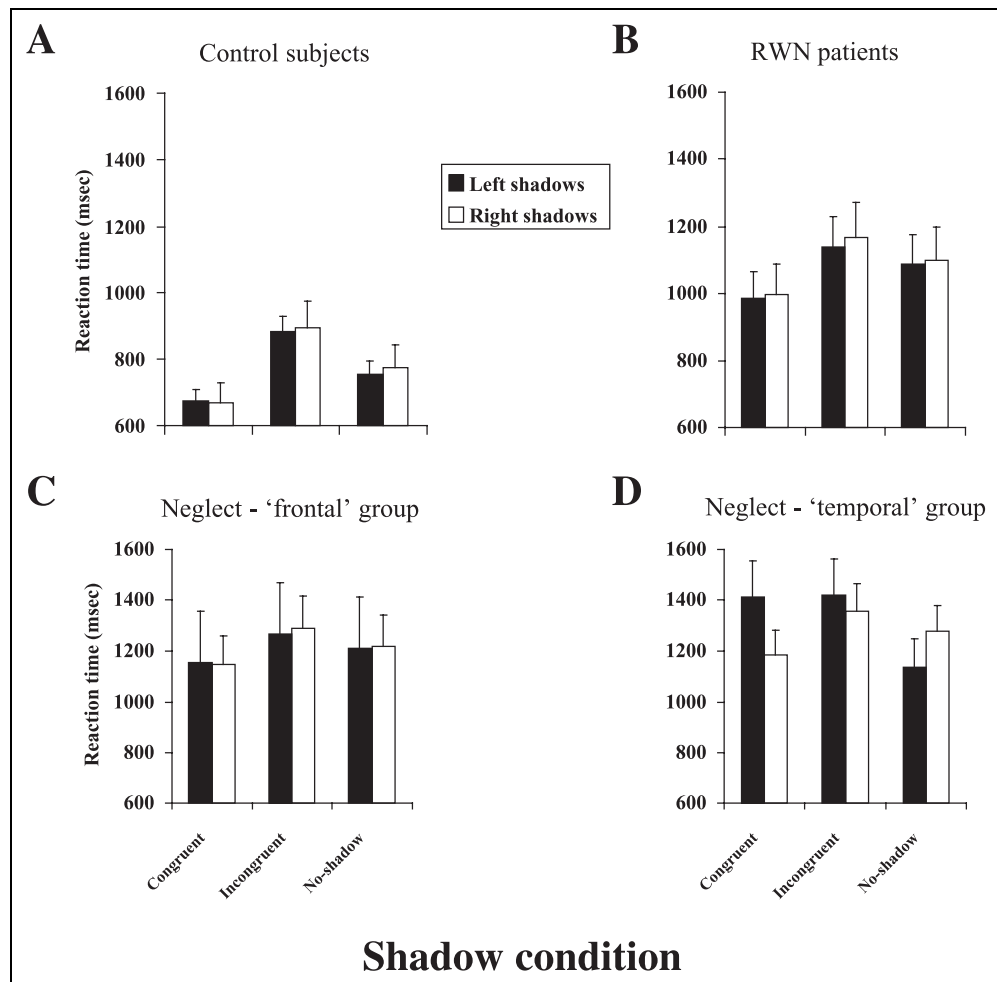 A
Control subjects
1600
1400
1200
1000
800
600
Reaction time (msec)
Left shadows
Right shadows
B
RWN patients
1600
1400
1200
1000
800
600
C
Neglect - ‘frontal’ group
1600
1400
1200
1000
800
600
Reaction time (msec)
Congruent
Incongruent
No-shadow
D
Neglect - ‘temporal’ group
1600
1400
1200
1000
800
600
Congruent
Incongruent
No-shadow
Shadow condition